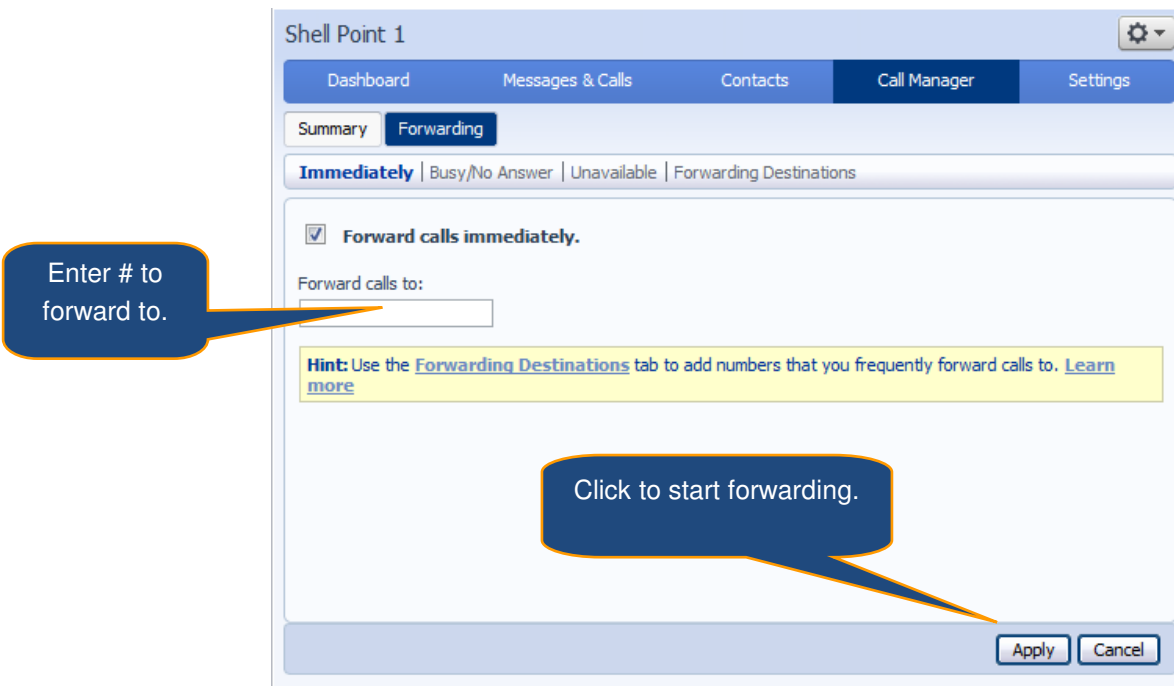 Shell Point 1
Dashboard Messages & Calls Contacts Call Manager Settings
Summary Forwarding
Immediately | Busy/No Answer | Unavailable | Forwarding Destinations
Forward calls immediately.
Enter # to
forward to.
Forward calls to:
Hint: Use the Forwarding Destinations tab to add numbers that you frequently forward calls to. Learn
more
Click to start forwarding.
Apply Cancel